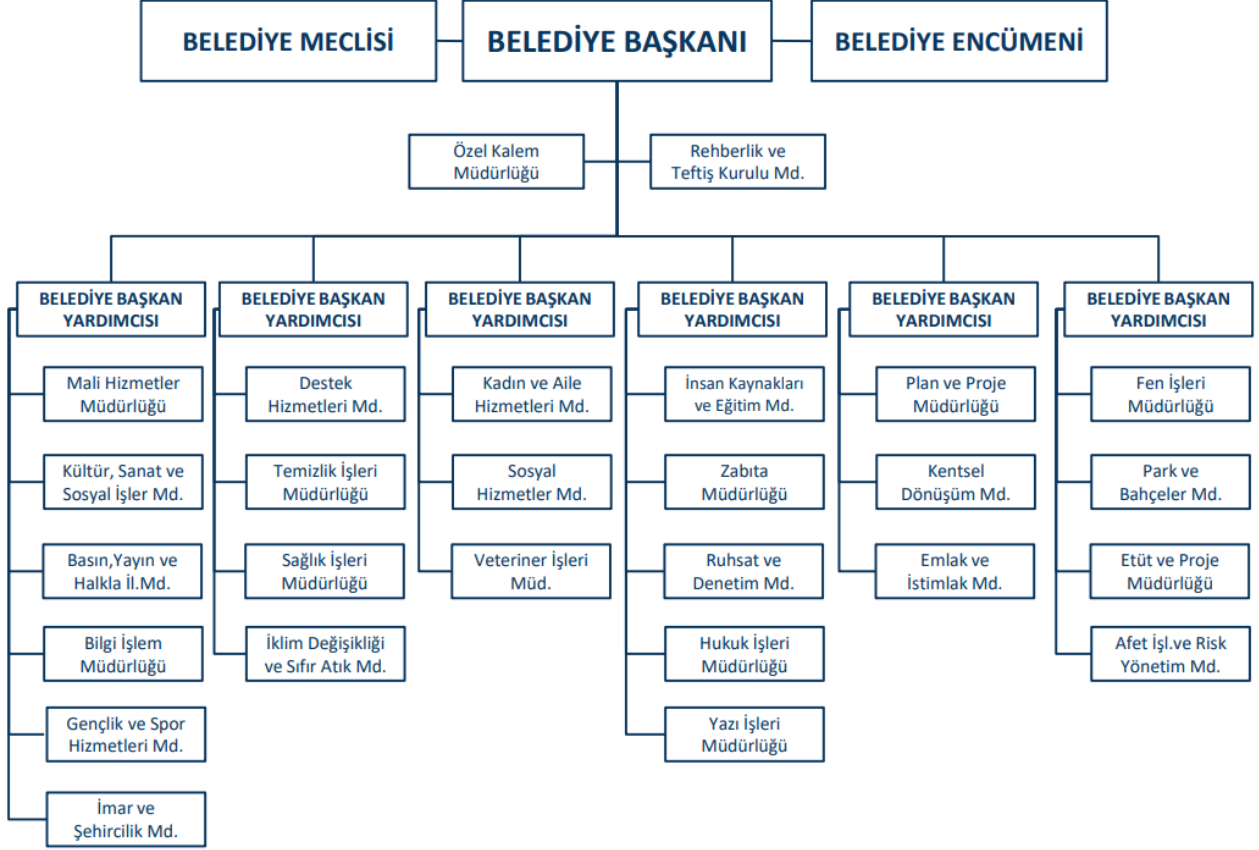 BELEDİYE MECLİSİ
BELEDİYE BAŞKANI
BELEDİYE ENCÜMENİ
Özel Kalem
Müdürlüğü
Rehberlik ve
Teftiş Kurulu Md.
BELEDİYE BAŞKAN
YARDIMCISI
Mali Hizmetler
Müdürlüğü
Kültür, Sanat ve
Sosyal İşler Md.
Basın,Yayın ve
Halkla İl.Md.
Bilgi İşlem
Müdürlüğü
Gençlik ve Spor
Hizmetleri Md.
İmar ve
Şehircilik Md.
BELEDİYE BAŞKAN
YARDIMCISI
Destek
Hizmetleri Md.
Temizlik İşleri
Müdürlüğü
Sağlık İşleri
Müdürlüğü
İklim Değişikliği
ve Sıfır Atık Md.
BELEDİYE BAŞKAN
YARDIMCISI
Kadın ve Aile
Hizmetleri Md.
Sosyal
Hizmetler Md.
Veteriner İşleri
Müd.
BELEDİYE BAŞKAN
YARDIMCISI
İnsan Kaynakları
ve Eğitim Md.
Zabıta
Müdürlüğü
Ruhsat ve
Denetim Md.
Hukuk İşleri
Müdürlüğü
Yazı İşleri
Müdürlüğü
BELEDİYE BAŞKAN
YARDIMCISI
Plan ve Proje
Müdürlüğü
Kentsel
Dönüşüm Md.
Emlak ve
İstimlak Md.
BELEDİYE BAŞKAN
YARDIMCISI
Fen İşleri
Müdürlüğü
Park ve
Bahçeler Md.
Etüt ve Proje
Müdürlüğü
Afet İşl.ve Risk
Yönetim Md.